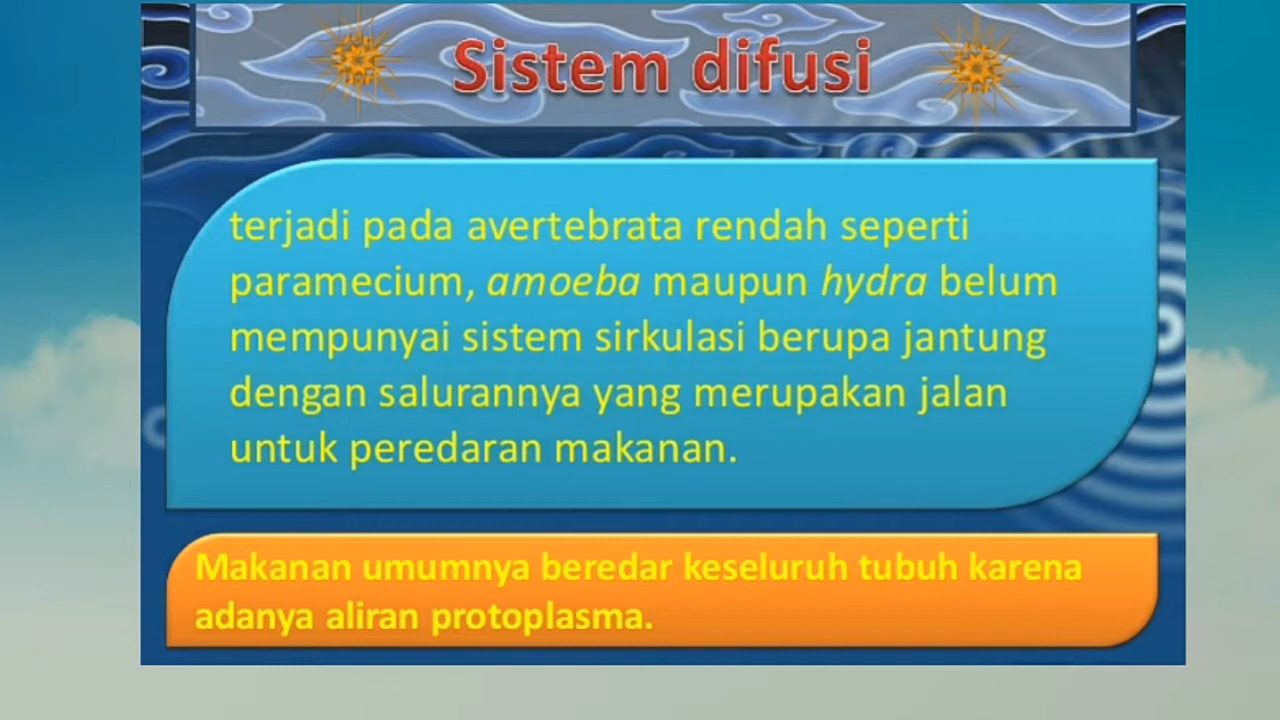 Sistem difusi
terjadi pada avertebrata rendah seperti
paramecium, amoeba maupun hydra belum
mempunyai sistem sirkulasi berupa jantung
dengan salurannya yang merupakan jalan
untuk peredaran makanan.
Makanan umumnya beredar keseluruh tubuh karena
adanya aliran protoplasma.